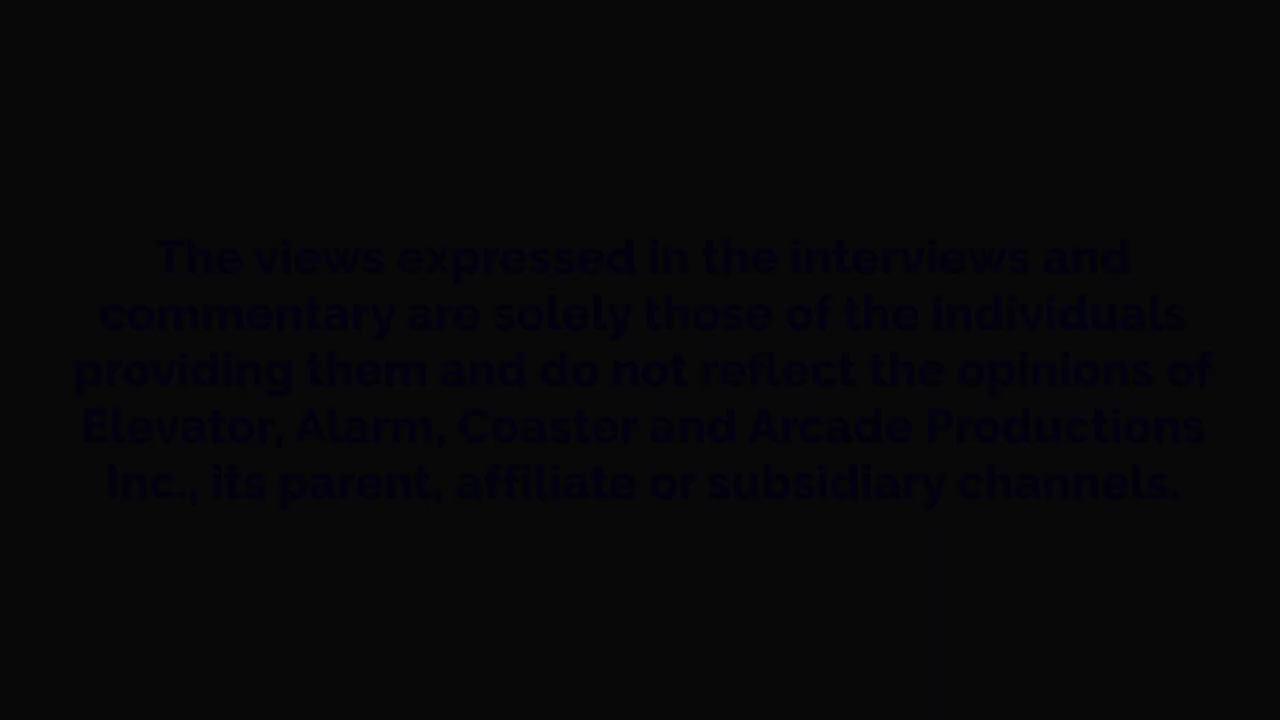 The views expressed in the interviews and
commentary are solely those of the individuals
providing them and do not reflect the opinions of
Elevator, Alarm, Coaster and Arcade Productions
Inc., its parent, affiliate or subsidiary channels.